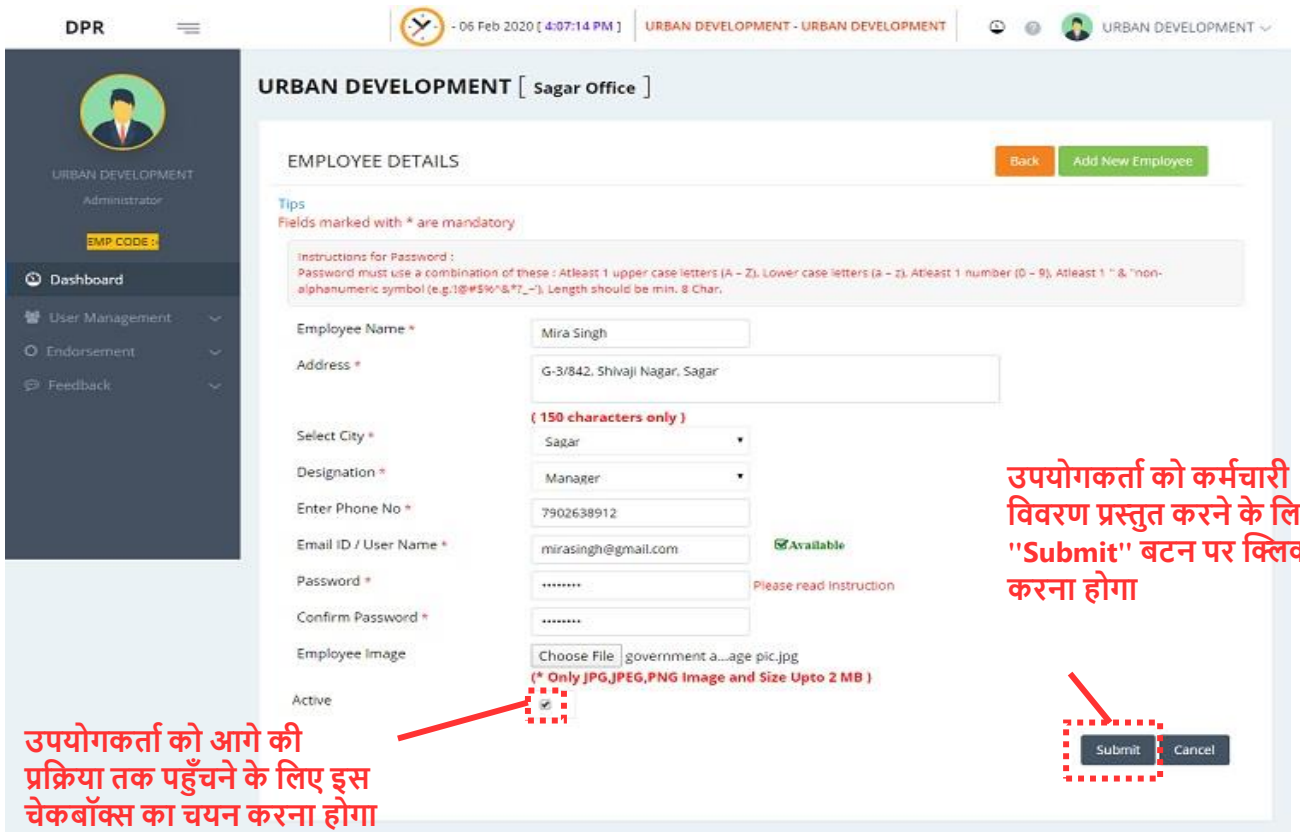 DPR
- 06 Feb 2020 [ 4:07:14 PM ]
URBAN DEVELOPMENT - URBAN DEVELOPMENT
URBAN DEVELOPMENT
URBAN DEVELOPMENT
Administrator
EMP CODE :-
Dashboard
User Management
Endorsement
Feedback
URBAN DEVELOPMENT [ Sagar Office ]
EMPLOYEE DETAILS
Back
Add New Employee
Tips
Fields marked with * are mandatory
Instructions for Password :
Password must use a combination of these : Atleast 1 upper case letters (A – Z), Lower case letters (a – z), Atleast 1 number (0 – 9), Atleast 1 " & "non-
alphanumeric symbol (e.g.!@#$%^&*?_~'), Length should be min. 8 Char.
Employee Name * Mira Singh
Address * G-3/842, Shivaji Nagar, Sagar
( 150 characters only )
Select City * Sagar
Designation * Manager
Enter Phone No * 7902638912
Email ID / User Name * mirasingh@gmail.com Available
Password * •••••••• Please read Instruction
Confirm Password * ••••••••
Employee Image Choose File government a...age pic.jpg
(* Only JPG,JPEG,PNG Image and Size Upto 2 MB )
Active
Submit
Cancel
उपयोगकर्ता को कर्मचारी
विवरण प्रस्तुत करने के लि
"Submit" बटन पर क्लिक
करना होगा
उपयोगकर्ता को आगे की
प्रक्रिया तक पहुँचने के लिए इस
चेकबॉक्स का चयन करना होगा